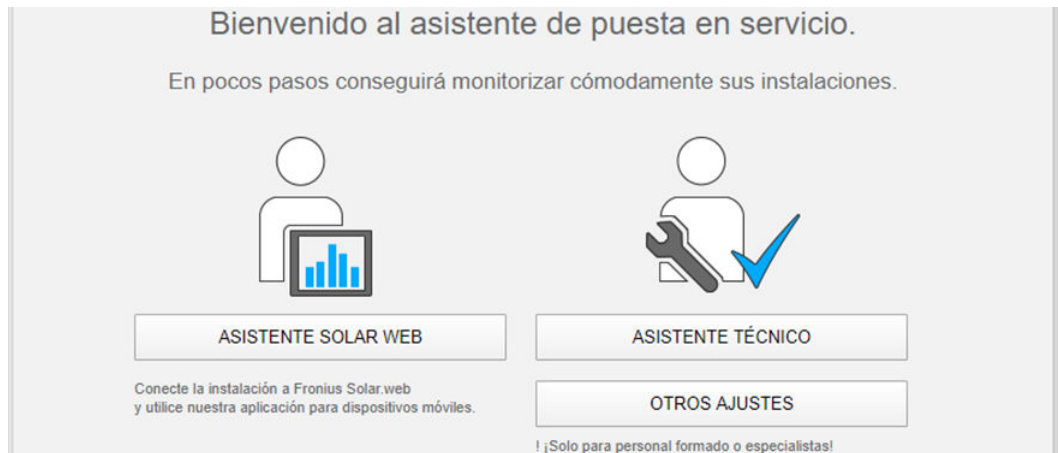 Bienvenido al asistente de puesta en servicio.
En pocos pasos conseguirá monitorizar cómodamente sus instalaciones.
ASISTENTE SOLAR WEB
Conecte la instalación a Fronius Solar.web
y utilice nuestra aplicación para dispositivos móviles.
ASISTENTE TÉCNICO
OTROS AJUSTES
! ¡Solo para personal formado o especialistas!